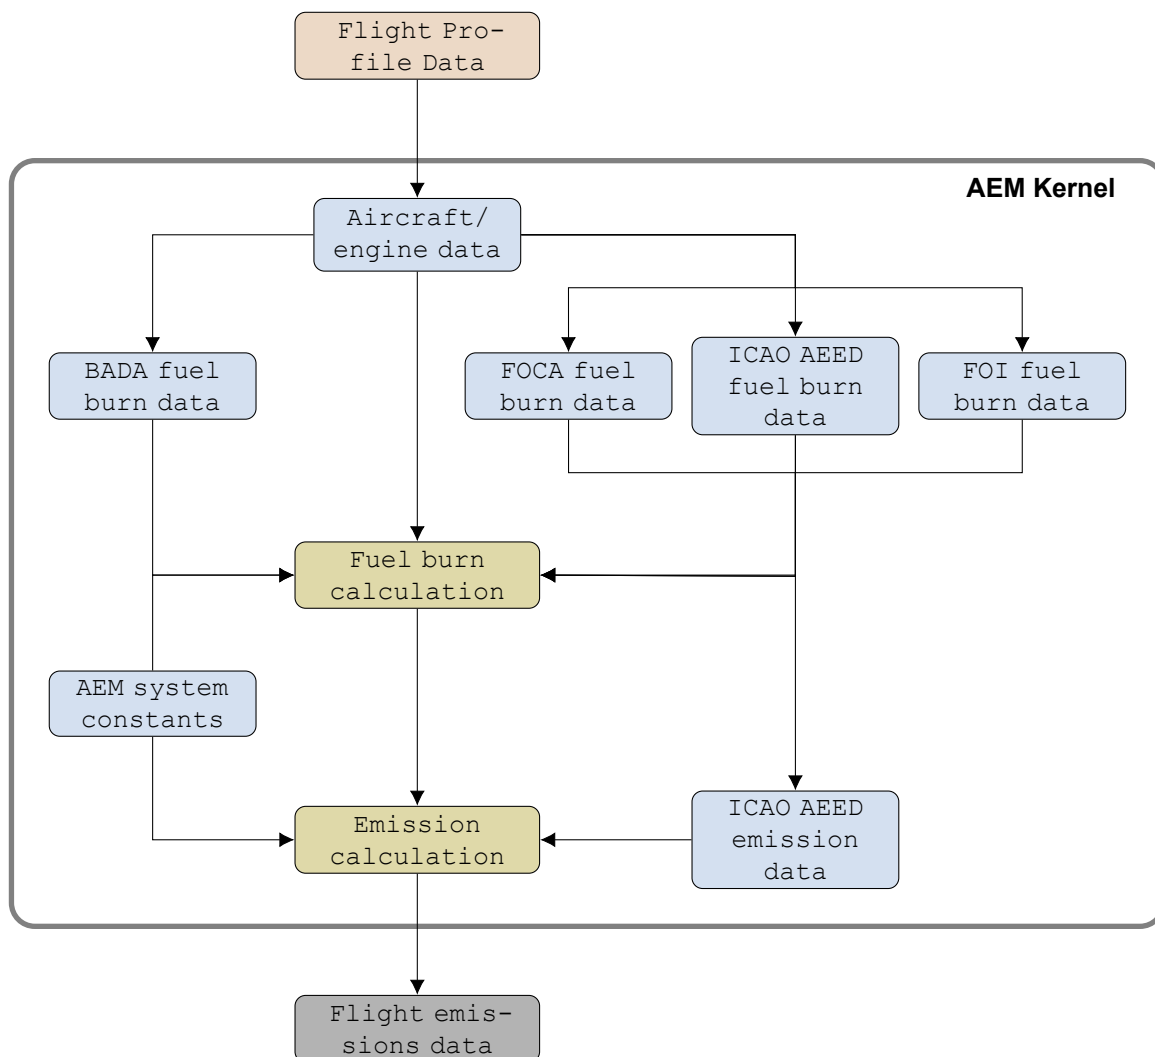 Flight Pro-
file Data
AEM Kernel
Aircraft/
engine data
BADA fuel
burn data
FOCA fuel
burn data
ICAO AEED
fuel burn
data
FOI fuel
burn data
Fuel burn
calculation
AEM system
constants
Emission
calculation
ICAO AEED
emission
data
Flight emis-
sions data